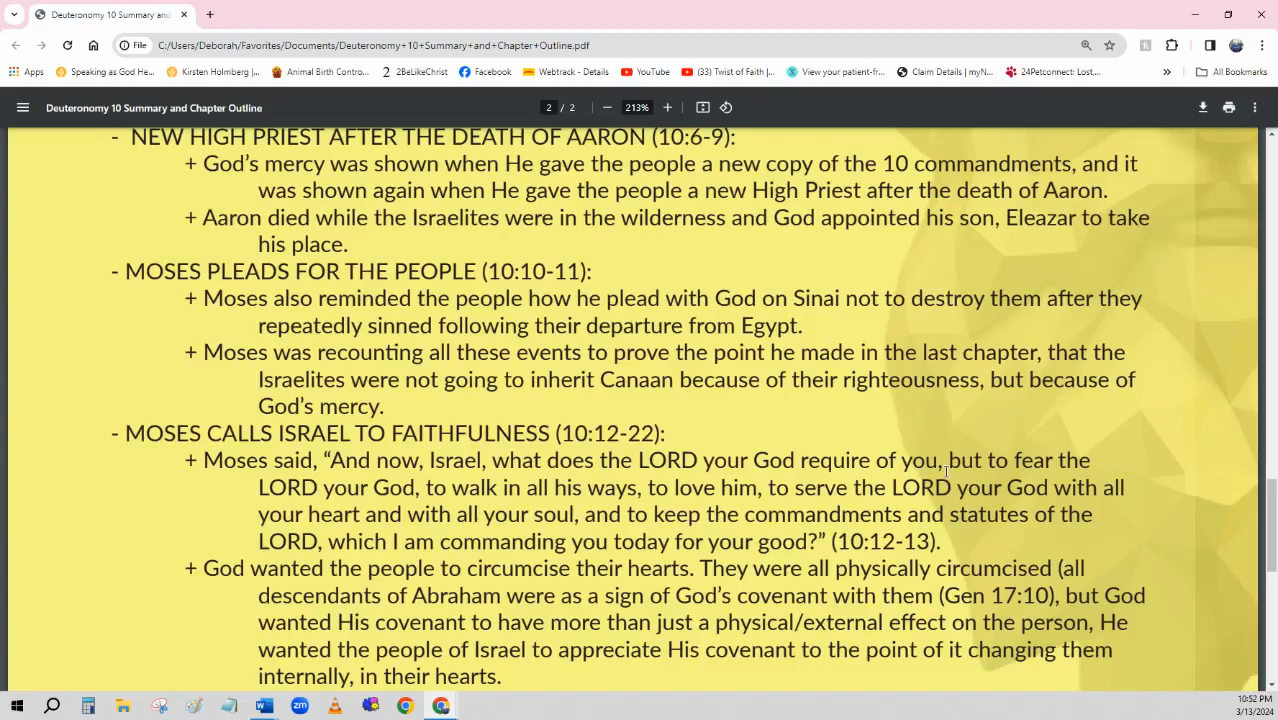 Deuteronomy 10 Summary and
File C:/Users/Deborah/Favorites/Documents/Deuteronomy+10+Summary+and+Chapter+Outline.pdf
Apps Speaking as God He... Kirsten Holmberg |... Animal Birth Contro... 2BeLikeChrist Facebook Webtrack - Details YouTube (33) Twist of Faith |... View your patient-fr... Claim Details | myN... 24Petconnect: Lost,... » All Bookmarks
Deuteronomy 10 Summary and Chapter Outline 2 / 2 213%
- NEW HIGH PRIEST AFTER THE DEATH OF AARON (10:6-9):
+ God’s mercy was shown when He gave the people a new copy of the 10 commandments, and it
was shown again when He gave the people a new High Priest after the death of Aaron.
+ Aaron died while the Israelites were in the wilderness and God appointed his son, Eleazar to take
his place.
- MOSES PLEADS FOR THE PEOPLE (10:10-11):
+ Moses also reminded the people how he plead with God on Sinai not to destroy them after they
repeatedly sinned following their departure from Egypt.
+ Moses was recounting all these events to prove the point he made in the last chapter, that the
Israelites were not going to inherit Canaan because of their righteousness, but because of
God’s mercy.
- MOSES CALLS ISRAEL TO FAITHFULNESS (10:12-22):
+ Moses said, “And now, Israel, what does the LORD your God require of you, but to fear the
LORD your God, to walk in all his ways, to love him, to serve the LORD your God with all
your heart and with all your soul, and to keep the commandments and statutes of the
LORD, which I am commanding you today for your good?” (10:12-13).
+ God wanted the people to circumcise their hearts. They were all physically circumcised (all
descendants of Abraham were as a sign of God’s covenant with them (Gen 17:10), but God
wanted His covenant to have more than just a physical/external effect on the person, He
wanted the people of Israel to appreciate His covenant to the point of it changing them
internally, in their hearts.
10:52 PM
3/13/2024